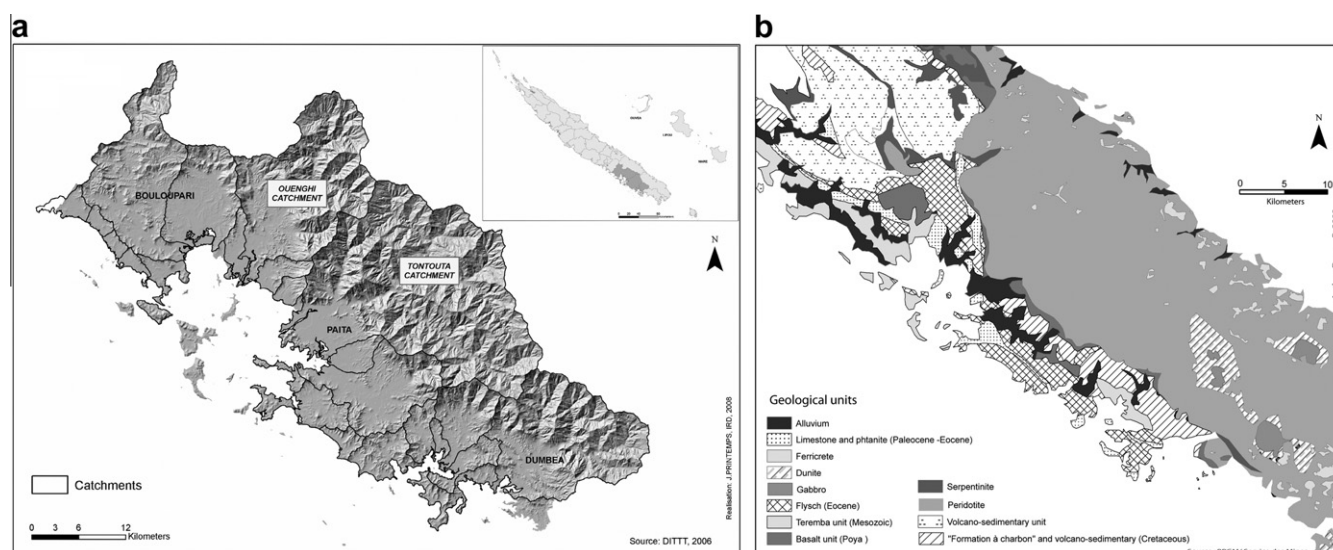 a
BOULOUPARI
OUENGHI
CATCHMENT
TONTOUTA
CATCHMENT
PAITA
DUMBEA
N
Catchments
0 3 6 12
Kilometers
Source: DITTT, 2006
Realisation: J.PRINTEMPS, IRD, 2008
b
N
0 5 10
Kilometers
Geological units
Alluvium
Limestone and phtanite (Paleocene -Eocene)
Ferricrete
Dunite
Gabbro
Flysch (Eocene)
Teremba unit (Mesozoic)
Basalt unit (Poya )
Serpentinite
Peridotite
Volcano-sedimentary unit
"Formation à charbon" and volcano-sedimentary (Cretaceous)